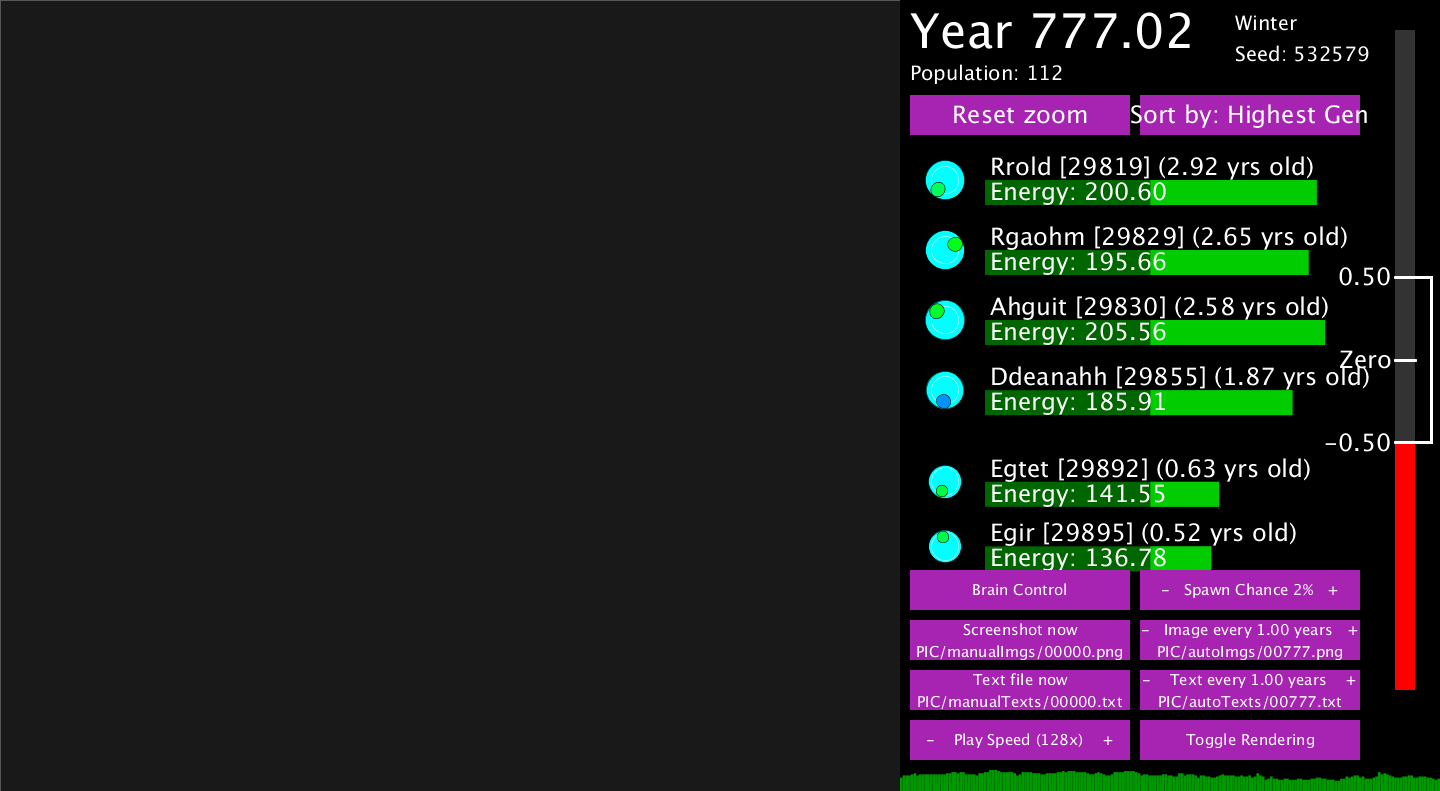 Year 777.02
Winter
Seed: 532579
Population: 112
Reset zoom
Sort by: Highest Gen
Rrold [29819] (2.92 yrs old)
Energy: 200.60
Rgaohm [29829] (2.65 yrs old)
Energy: 195.66
0.50
Ahguit [29830] (2.58 yrs old)
Energy: 205.56
Zero
Ddeanahh [29855] (1.87 yrs old)
Energy: 185.91
-0.50
Egtet [29892] (0.63 yrs old)
Energy: 141.55
Egir [29895] (0.52 yrs old)
Energy: 136.78
Brain Control
- Spawn Chance 2% +
Screenshot now
PIC/manualImgs/00000.png
- Image every 1.00 years +
PIC/autoImgs/00777.png
Text file now
PIC/manualTexts/00000.txt
- Text every 1.00 years +
PIC/autoTexts/00777.txt
- Play Speed (128x) +
Toggle Rendering